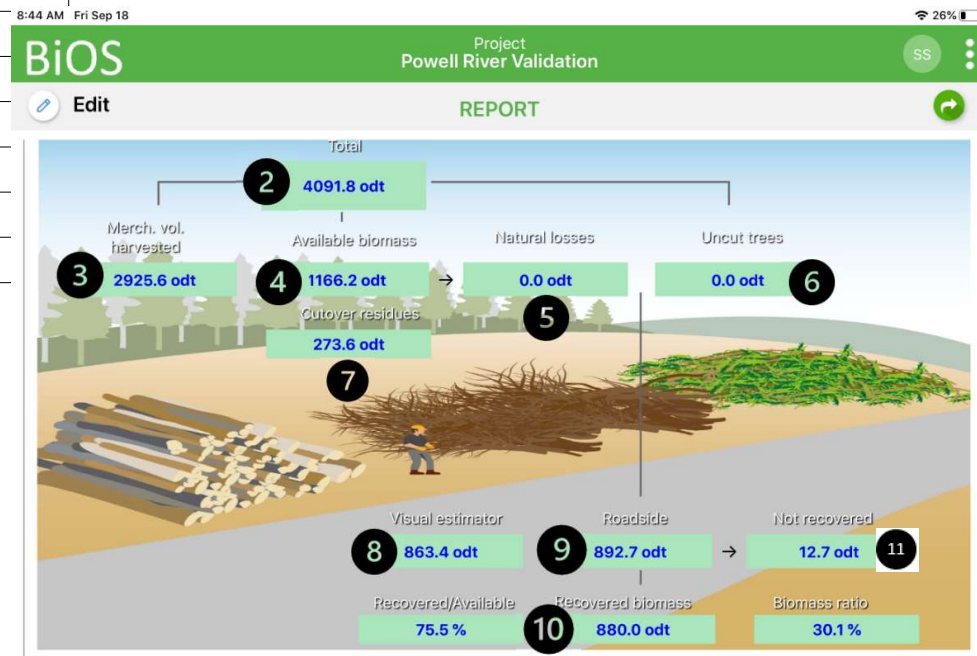 8:44 AM Fri Sep 18
26%
BiOS
Project
Powell River Validation
SS
Edit
REPORT
Total
2
4091.8 odt
Merch. vol.
harvested
Available biomass
Natural losses
Uncut trees
3
2925.6 odt
4
1166.2 odt
→
0.0 odt
0.0 odt
6
5
Cutover residues
273.6 odt
7
Visual estimator
Roadside
Not recovered
8
863.4 odt
9
892.7 odt
→
12.7 odt
11
Recovered/Available
Recovered biomass
Biomass ratio
75.5 %
10
880.0 odt
30.1 %